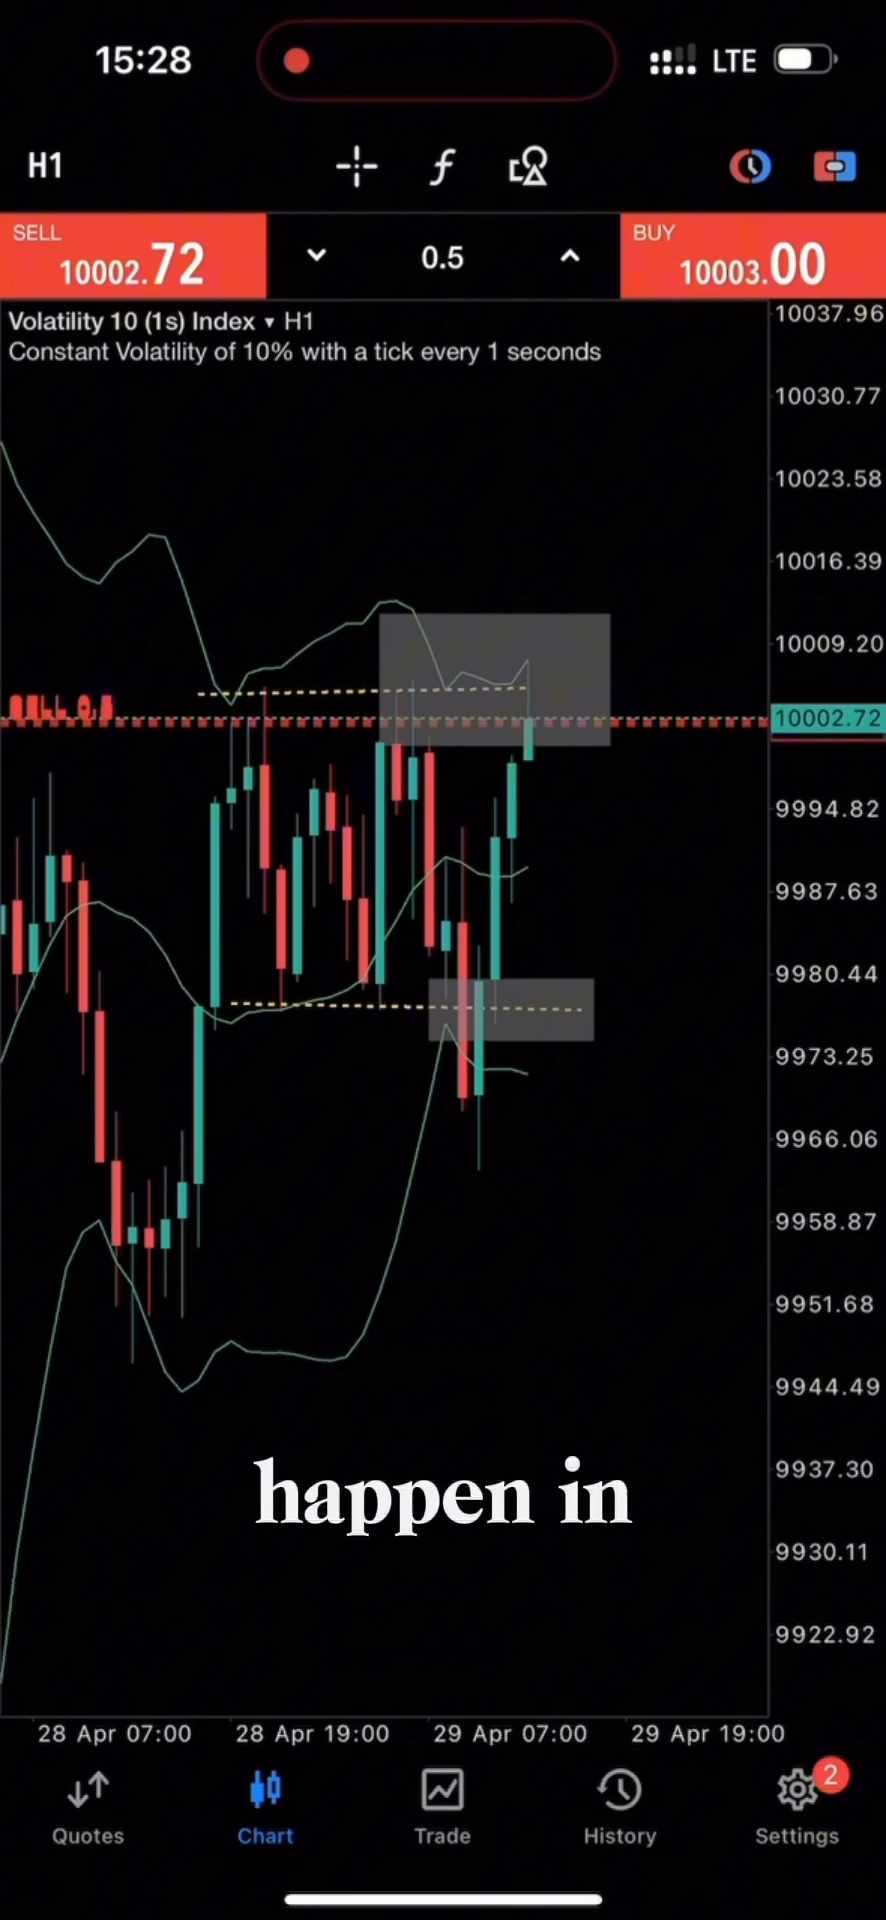 15:28
LTE
H1
SELL
10002.72
0.5
BUY
10003.00
Volatility 10 (1s) Index ▾ H1
Constant Volatility of 10% with a tick every 1 seconds
10037.96
10030.77
10023.58
10016.39
10009.20
SELL 0.5
10002.72
9994.82
9987.63
9980.44
9973.25
9966.06
9958.87
9951.68
9944.49
9937.30
9930.11
9922.92
happen in
28 Apr 07:00
28 Apr 19:00
29 Apr 07:00
29 Apr 19:00
2
Quotes
Chart
Trade
History
Settings